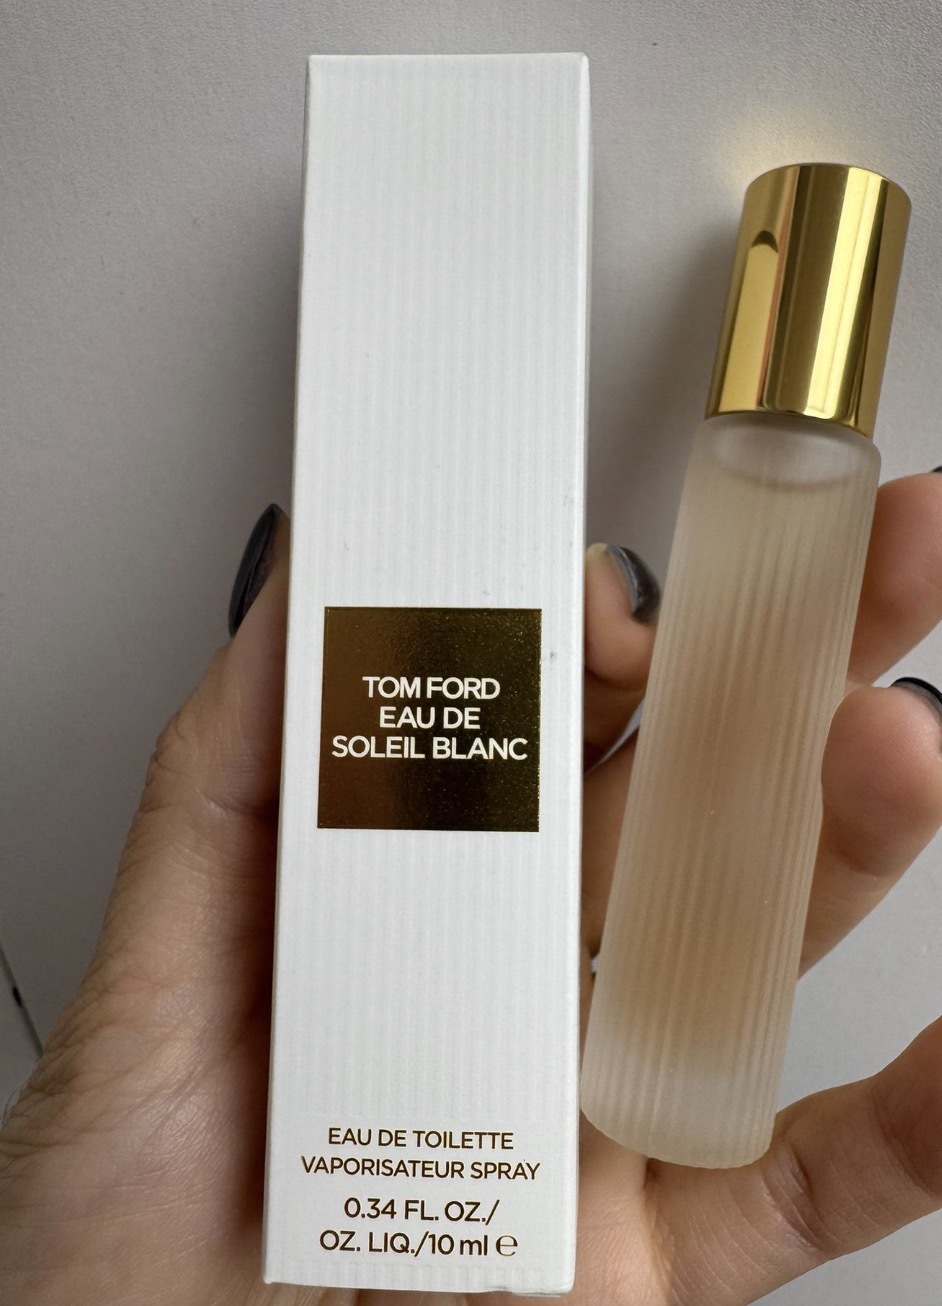 TOM FORD
EAU DE
SOLEIL BLANC
EAU DE TOILETTE
VAPORISATEUR SPRAY
0.34 FL. OZ./
OZ. LIQ./10 ml ℮